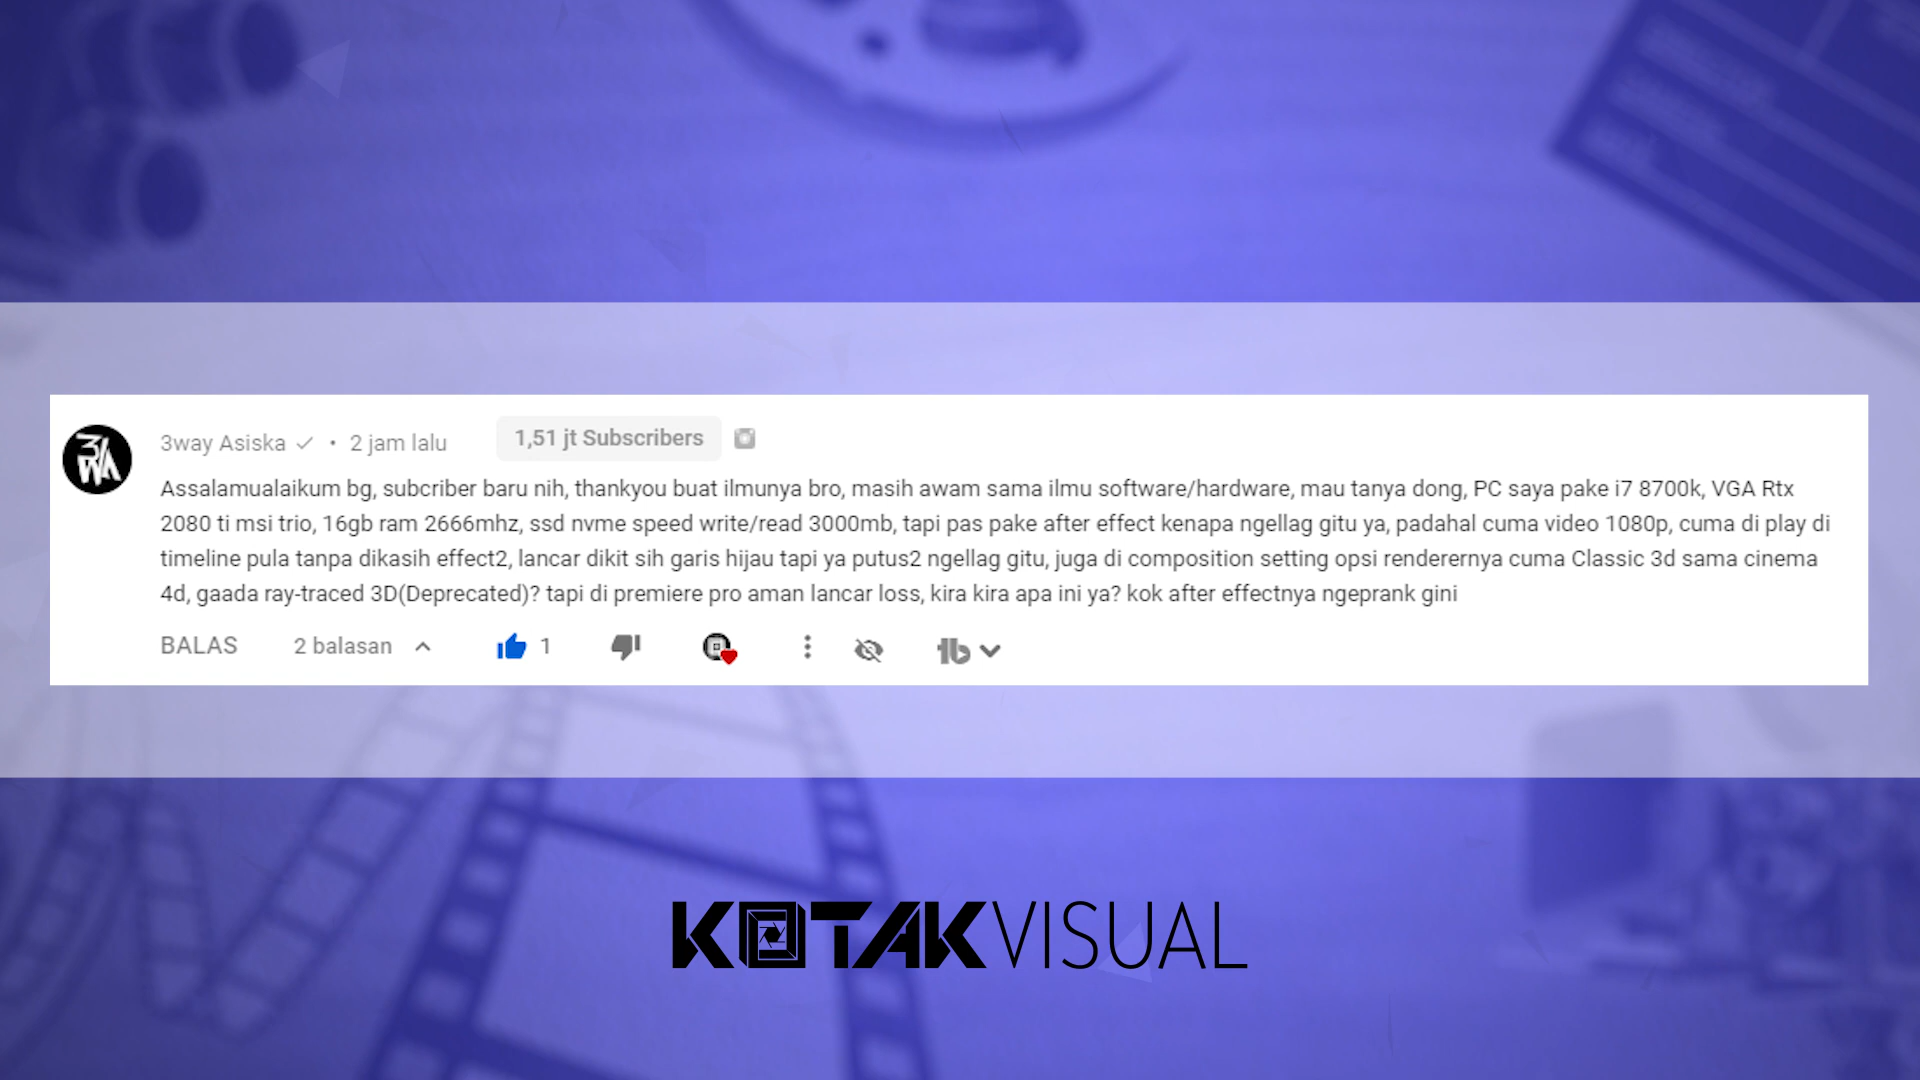 3way Asiska • 2 jam lalu 1,51 jt Subscribers
Assalamualaikum bg, subcriber baru nih, thankyou buat ilmunya bro, masih awam sama ilmu software/hardware, mau tanya dong, PC saya pake i7 8700k, VGA Rtx
2080 ti msi trio, 16gb ram 2666mhz, ssd nvme speed write/read 3000mb, tapi pas pake after effect kenapa ngellag gitu ya, padahal cuma video 1080p, cuma di play di
timeline pula tanpa dikasih effect2, lancar dikit sih garis hijau tapi ya putus2 ngellag gitu, juga di composition setting opsi renderernya cuma Classic 3d sama cinema
4d, gaada ray-traced 3D(Deprecated)? tapi di premiere pro aman lancar loss, kira kira apa ini ya? kok after effectnya ngeprank gini
BALAS 2 balasan 1
KOTAKVISUAL